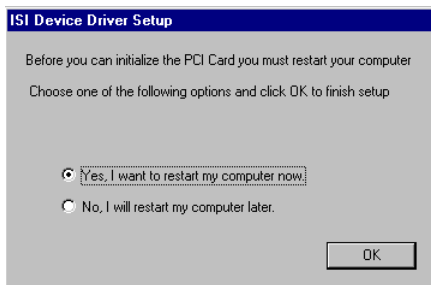 ISI Device Driver Setup
Before you can initialize the PCI Card you must restart your computer
Choose one of the following options and click OK to finish setup
Yes, I want to restart my computer now.
No, I will restart my computer later.
OK